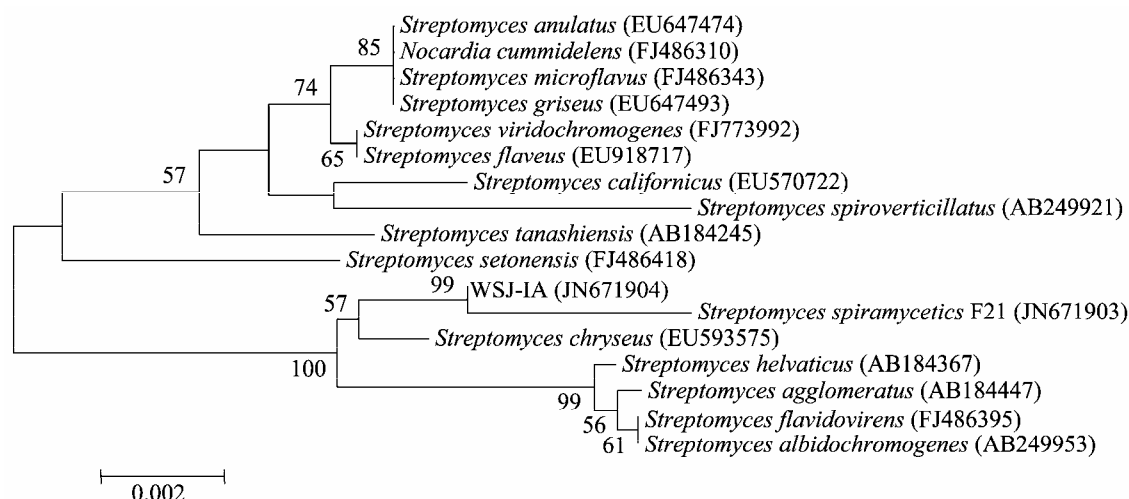 Streptomyces anulatus (EU647474)
85
Nocardia cummidelens (FJ486310)
Streptomyces microflavus (FJ486343)
74
Streptomyces griseus (EU647493)
Streptomyces viridochromogenes (FJ773992)
65
Streptomyces flaveus (EU918717)
57
Streptomyces californicus (EU570722)
Streptomyces spiroverticillatus (AB249921)
Streptomyces tanashiensis (AB184245)
Streptomyces setonensis (FJ486418)
99
WSJ-IA (JN671904)
57
Streptomyces spiramycetics F21 (JN671903)
Streptomyces chryseus (EU593575)
100
Streptomyces helvaticus (AB184367)
Streptomyces agglomeratus (AB184447)
99
Streptomyces flavidovirens (FJ486395)
56
61
Streptomyces albidochromogenes (AB249953)
0.002